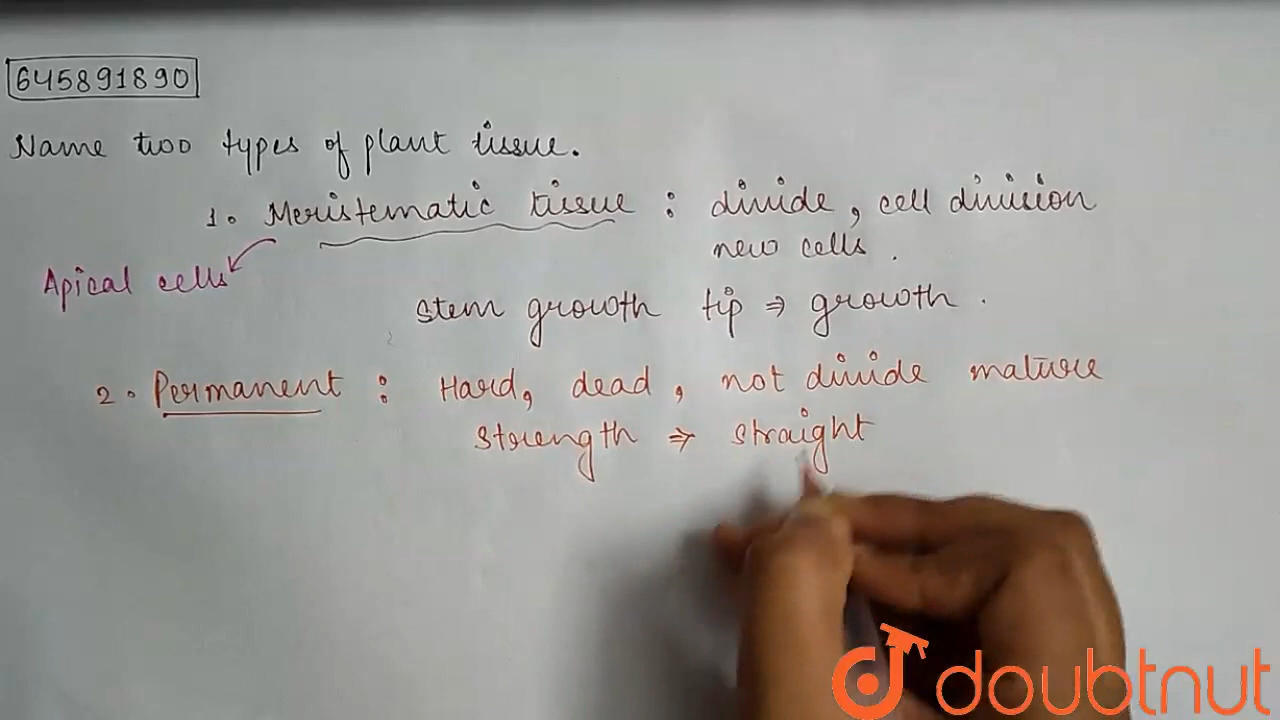 645891890
Name two types of plant tissue.
1. Meristematic tissue : divide, cell division
new cells.
Apical cells
stem growth tip ⇒ growth.
2. Permanent : Hard, dead, not divide mature
strength ⇒ straight
doubtnut